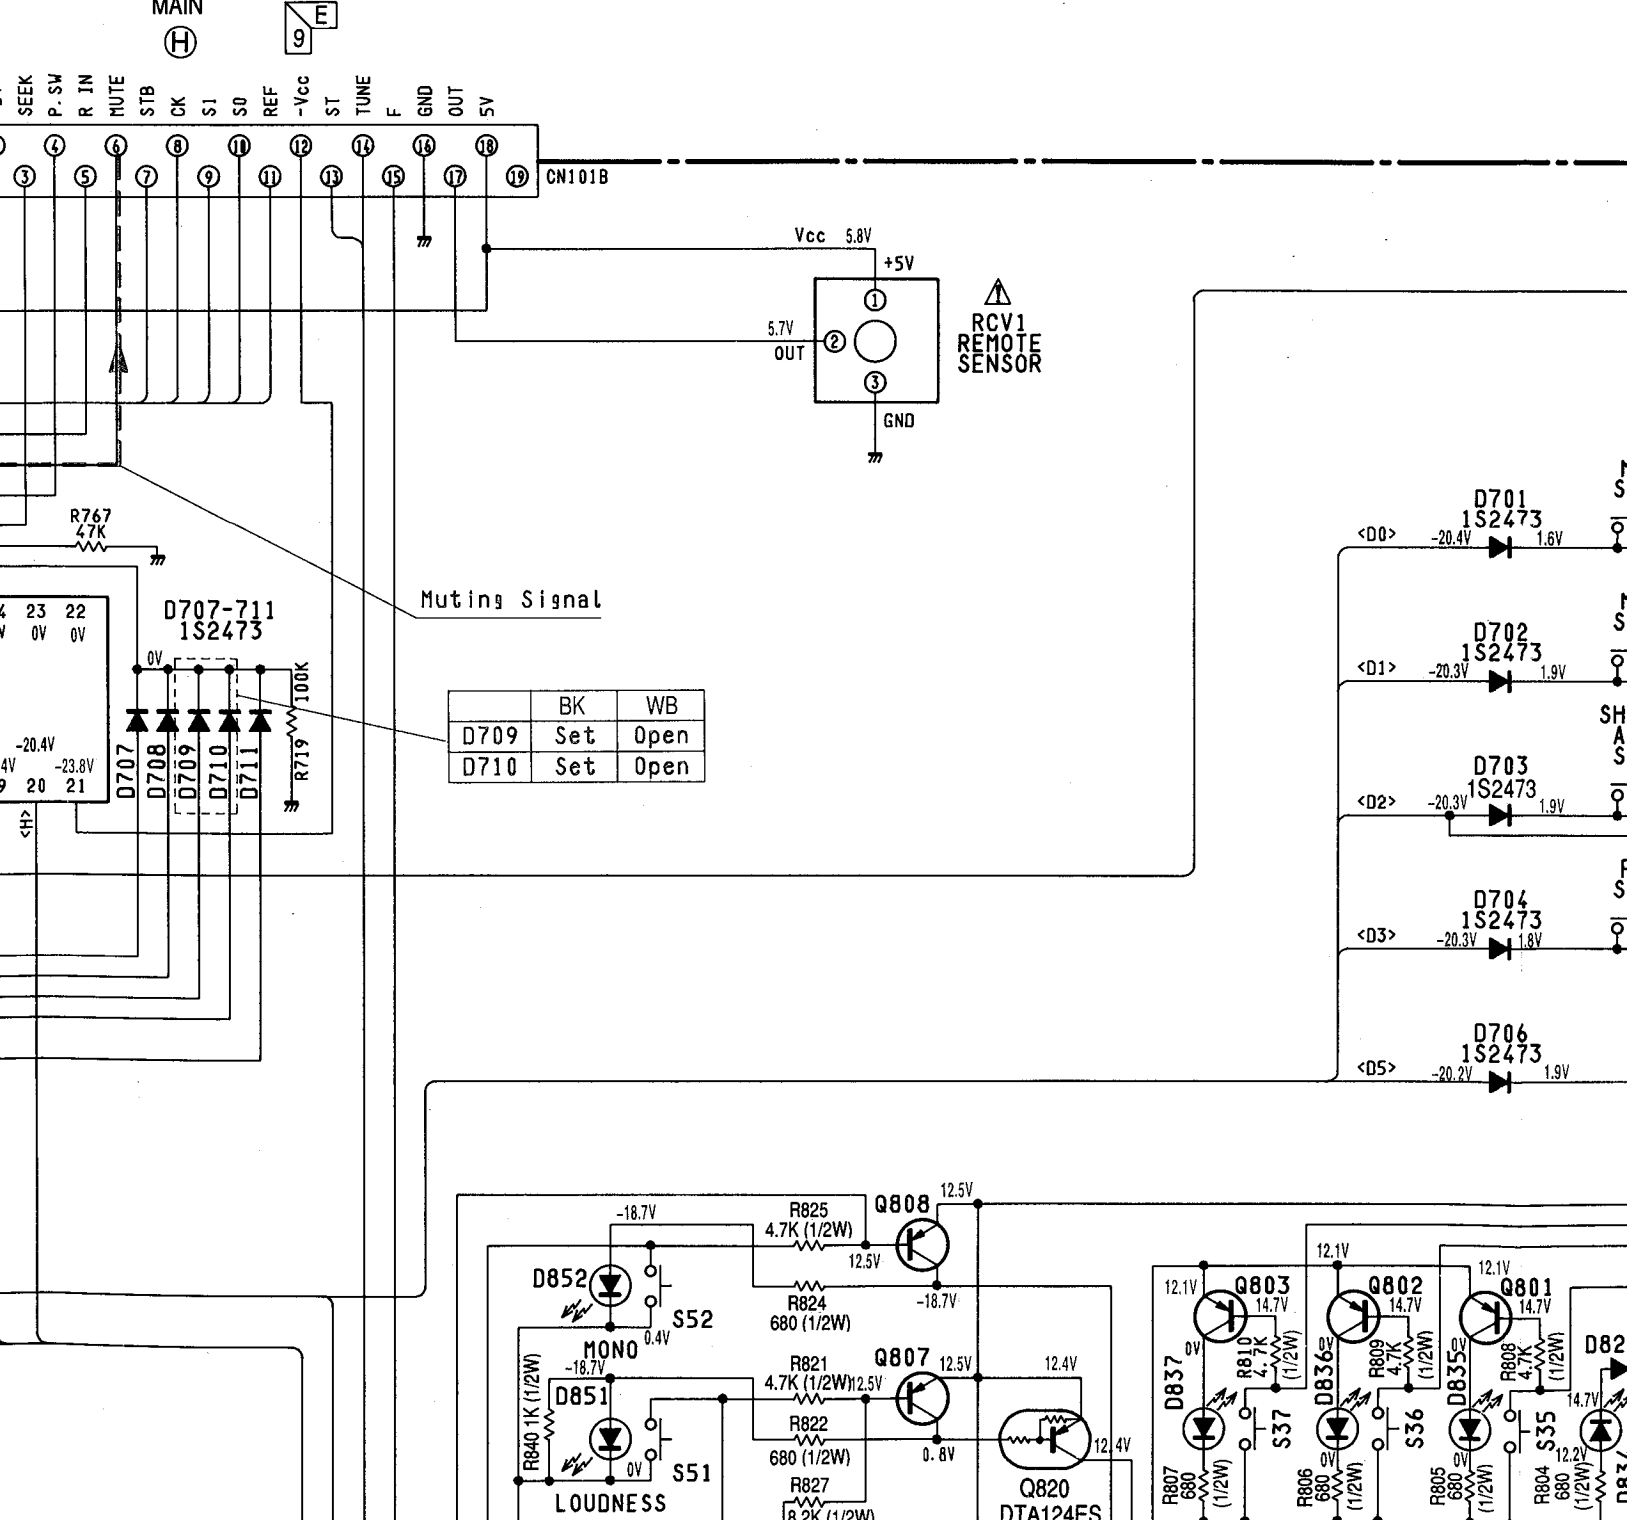 MAIN
H
E
9
SEEK
P.SW
R IN
MUTE
STB
CK
S1
S0
REF
-Vcc
ST
TUNE
F
GND
OUT
5V
4 6 8 10 12 14 16 18
3 5 7 9 11 13 15 17 19
CN101B
Vcc 5.8V
+5V
1
5.7V
OUT
2
3
GND
RCV1
REMOTE
SENSOR
R767
47K
Muting Signal
23 22
0V 0V
-20.4V
-23.8V
20 21
<H>
D707-711
1S2473
0V
D707
D708
D709
D710
D711
100K
R719
BK WB
D709 Set Open
D710 Set Open
D701
1S2473
<D0> -20.4V 1.6V
D702
1S2473
<D1> -20.3V 1.9V
SH
A
S
D703
1S2473
<D2> -20.3V 1.9V
D704
1S2473
<D3> -20.3V 1.8V
D706
1S2473
<D5> -20.2V 1.9V
-18.7V
R825
4.7K (1/2W)
Q808
12.5V
12.5V
D852
S52
MONO
0.4V
R824
680 (1/2W)
-18.7V
-18.7V
R821
4.7K (1/2W)
12.5V
Q807
12.5V
12.4V
D851
R840 1K (1/2W)
R822
680 (1/2W)
0.8V
12.4V
0V
S51
LOUDNESS
R827
8.2K (1/2W)
Q820
DTA124ES
12.1V
12.1V
12.1V
Q803
14.7V
Q802
14.7V
Q801
14.7V
0V
0V
0V
R810
4.7K
(1/2W)
R809
4.7K
(1/2W)
R808
4.7K
(1/2W)
D837
D836
D835
D82
14.7V
S37
S36
S35
0V
0V
12.2V
R807
680
(1/2W)
R806
680
(1/2W)
R805
680
(1/2W)
R804
680
(1/2W)